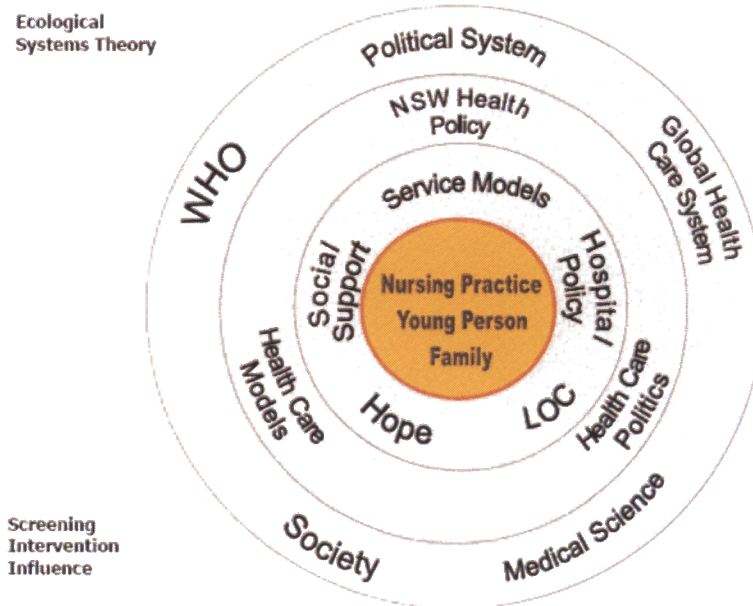 Ecological
Systems Theory
Political System
NSW Health
Policy
WHO
Global Health
Care System
Service Models
Social
Support
Hospital
Policy
Nursing Practice
Young Person
Family
Health Care
Models
Hope
LOC
Health Care
Politics
Society
Medical Science
Screening
Intervention
Influence